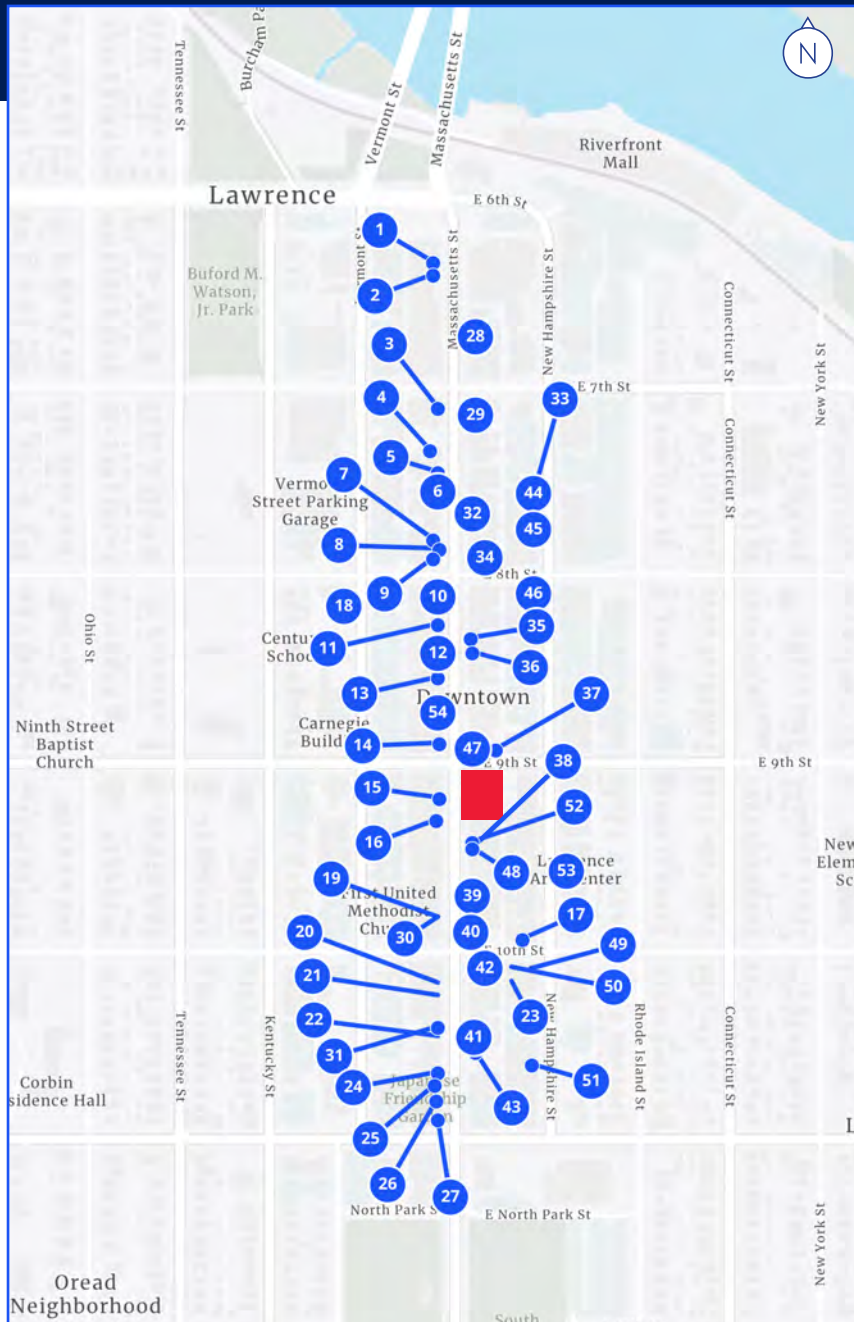 N
Burcham Pa
Tennessee St
Vermont St
Massachusetts St
Riverfront
Mall
Lawrence
E 6th St
1
Buford M.
Watson,
Jr. Park
rmont St
Massachusetts St
New Hampshire St
Connecticut St
2
28
3
New York St
E 7th St
4
33
29
Connecticut St
5
7
Vermo
Street Parking
Garage
6
44
32
45
8
34
E 8th St
9
10
46
18
Ohio St
35
11
Centu
Schoo
12
36
13
Downtown
37
54
Ninth Street
Baptist
Church
Carnegie
Build
14
47
E 9th St
38
E 9th St
15
52
16
New
Elem
Sc
48
L rence
Ar enter
53
19
First United
Methodist
Chu
39
17
20
30
40
E 10th St
49
21
42
50
22
23
Tennessee St
Kentucky St
New Hampshire St
Rhode Island St
Connecticut St
31
41
Corbin
sidence Hall
24
Japanese
Friendship
Garden
51
43
25
L
26
27
North Park S
E North Park St
New York St
Oread
Neighborhood
South